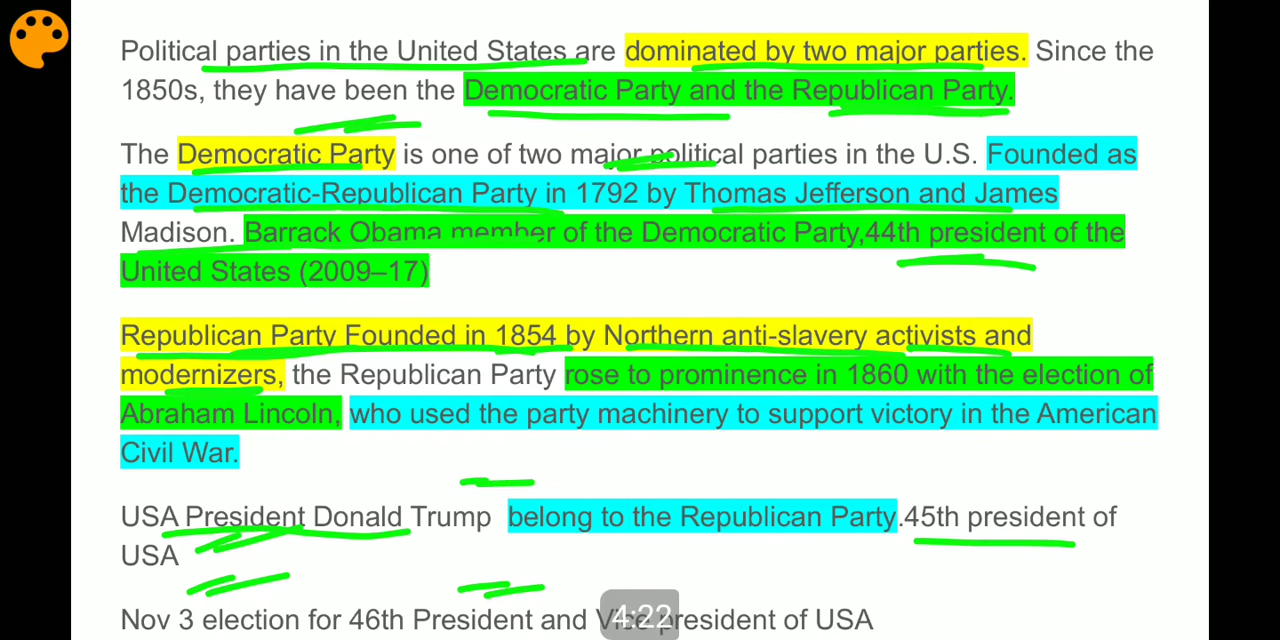 Political parties in the United States are dominated by two major parties. Since the
1850s, they have been the Democratic Party and the Republican Party.
The Democratic Party is one of two major political parties in the U.S. Founded as
the Democratic-Republican Party in 1792 by Thomas Jefferson and James
Madison. Barrack Obama member of the Democratic Party,44th president of the
United States (2009–17)
Republican Party Founded in 1854 by Northern anti-slavery activists and
modernizers, the Republican Party rose to prominence in 1860 with the election of
Abraham Lincoln, who used the party machinery to support victory in the American
Civil War.
USA President Donald Trump belong to the Republican Party.45th president of
USA
Nov 3 election for 46th President and Vice president of USA
4:22